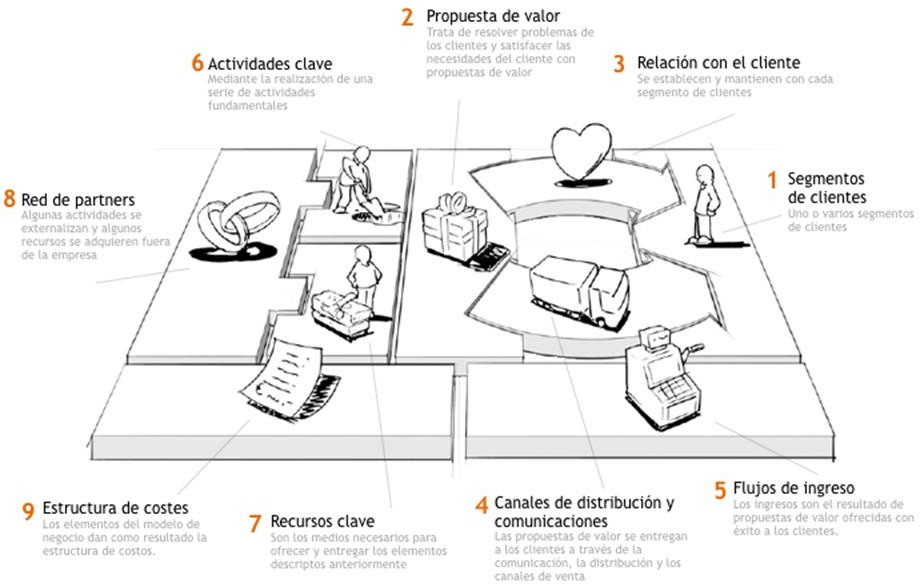 2 Propuesta de valor
Trata de resolver problemas de
los clientes y satisfacer las
necesidades del cliente con
propuestas de valor
6 Actividades clave
Mediante la realización de una
serie de actividades
fundamentales
3 Relación con el cliente
Se establecen y mantienen con cada
segmento de clientes
8 Red de partners
Algunas actividades se
externalizan y algunos
recursos se adquieren fuera
de la empresa
1 Segmentos
de clientes
Uno o varios segmentos
de clientes
9 Estructura de costes
Los elementos del modelo de
negocio dan como resultado la
estructura de costos.
7 Recursos clave
Son los medios necesarios para
ofrecer y entregar los elementos
descriptos anteriormente
4 Canales de distribución y
comunicaciones
Las propuestas de valor se entregan
a los clientes a través de la
comunicación, la distribución y los
canales de venta
5 Flujos de ingreso
Los ingresos son el resultado de
propuestas de valor ofrecidas con
éxito a los clientes.